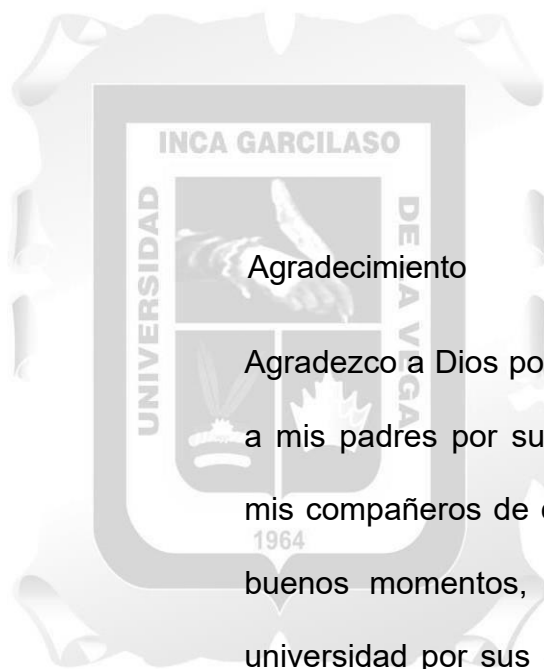 INCA GARCILASO
UNIVERSIDAD
DE LA VEGA
Agradecimiento
Agradezco a Dios po
a mis padres por su
mis compañeros de
1964
buenos momentos,
universidad por sus